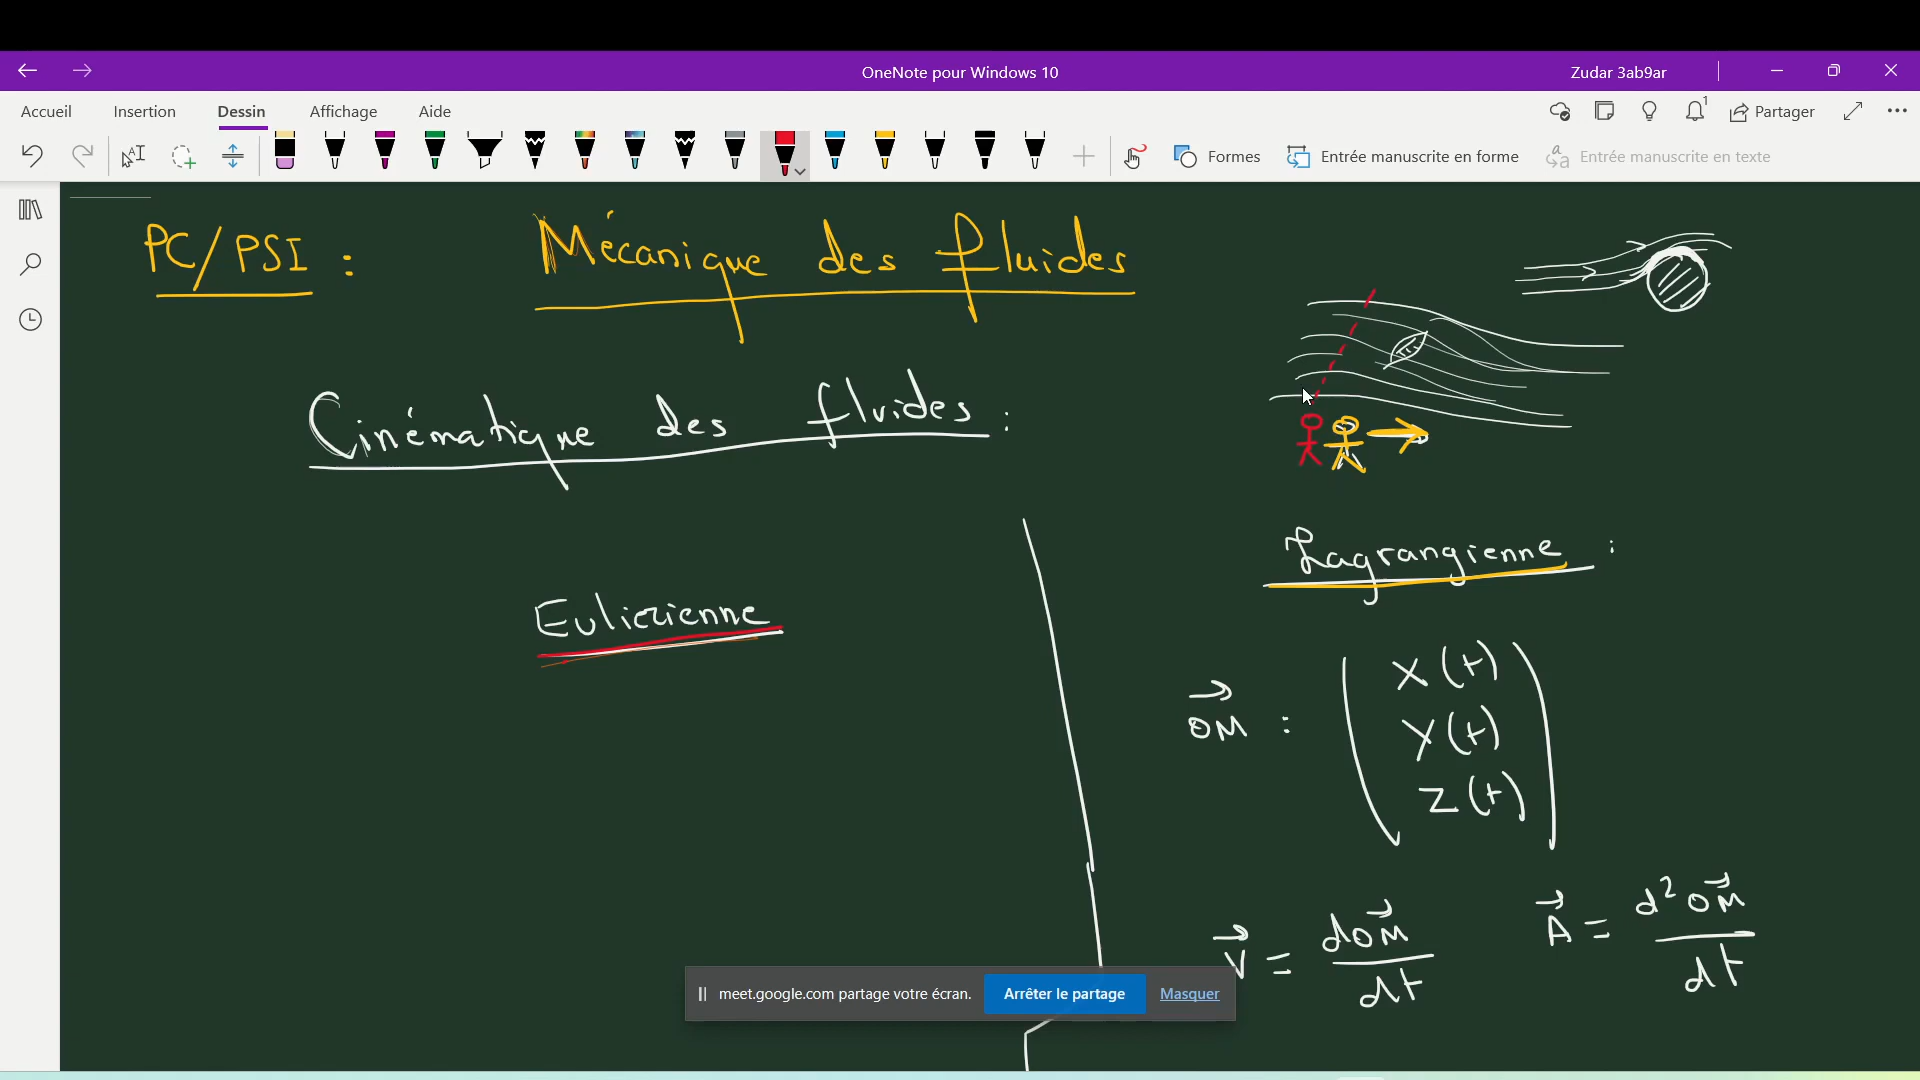 OneNote pour Windows 10
Zudar 3ab9ar
Accueil Insertion Dessin Affichage Aide
1
Partager
Formes
Entrée manuscrite en forme
Entrée manuscrite en texte
PC/PSI : Mécanique des fluides
Cinématique des fluides :
Lagrangienne :
Eulierienne
OM⃗ : ( X(t)
Y(t)
Z(t) )
V⃗ = dOM⃗/dt
A⃗ = d²OM⃗/dt
meet.google.com partage votre écran.
Arrêter le partage
Masquer